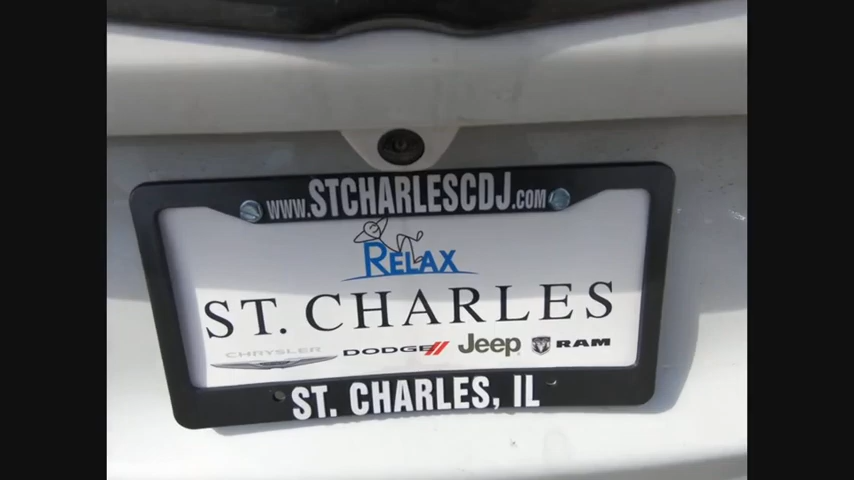 WWW.STCHARLESCDJ.COM
RELAX
ST. CHARLES
CHRYSLER DODGE Jeep RAM
ST. CHARLES, IL